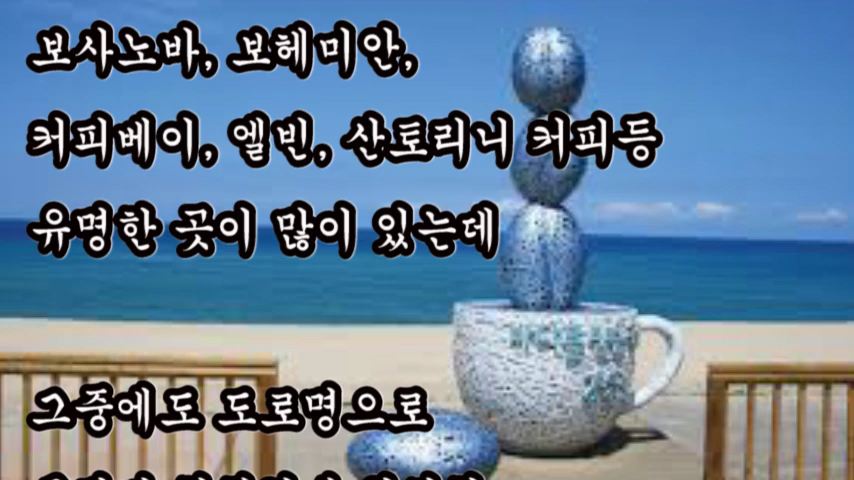 보사노바, 보헤미안,
커피베이, 엘빈, 산토리니 커피등
유명한 곳이 많이 있는데
그중에도 도로명으로